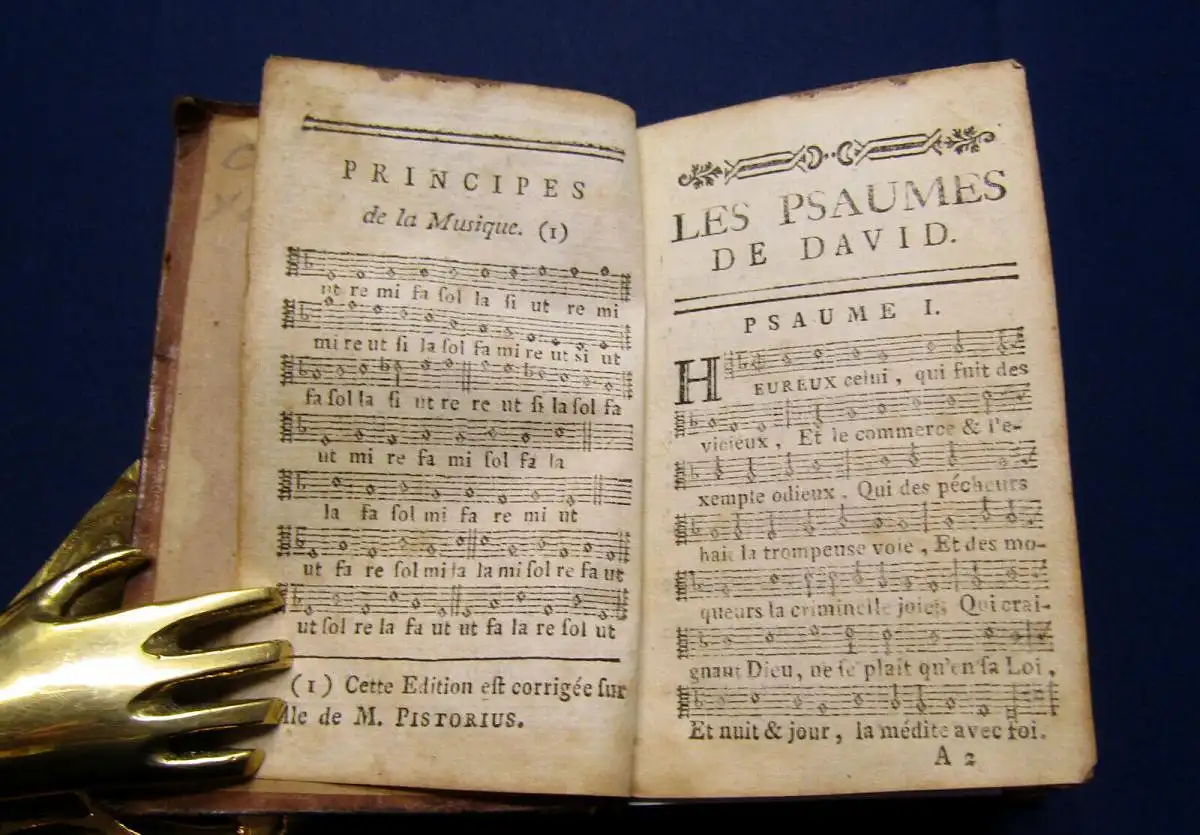 PRINCIPES
de la Musique. (1)
ut re mi fa ſol la ſi ut re mi
mi re ut ſi la ſol fa mi re ut ſi ut
fa ſol la ſi ut re re ut ſi la ſol fa
ut mi re fa mi ſol fa la
la fa ſol mi fa re mi ut
ut fa re ſol mi la la mi ſol re fa ut
ut ſol re la fa ut ut fa la re ſol ut
(1) Cette Edition eſt corrigée ſur
lle de M. PISTORIUS.
LES PSAUMES
DE DAVID.
PSAUME I.
HEUREUX celui, qui fuit des
vicieux, Et le commerce & l'e-
xemple odieux. Qui des pécheurs
hait la trompeuse voie, Et des mo-
queurs la criminelle joie; Qui crai-
gnant Dieu, ne ſe plait qu'en ſa Loi,
Et nuit & jour, la médite avec foi.
A 2